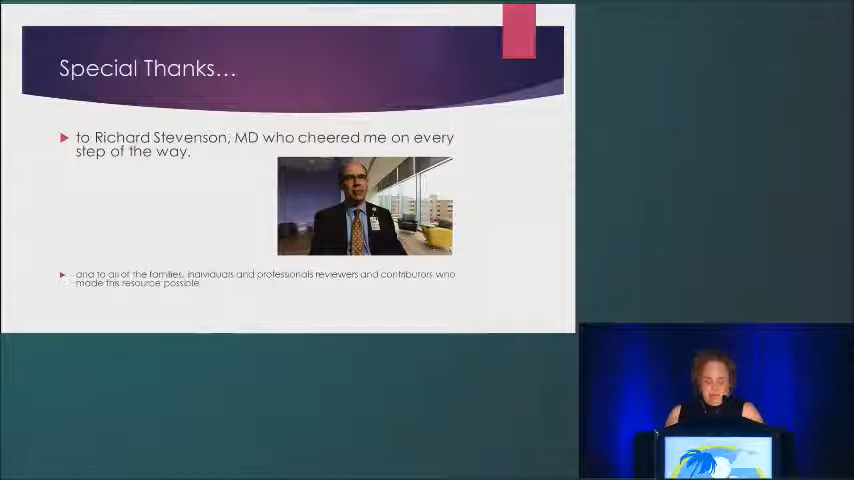 Special Thanks…
to Richard Stevenson, MD who cheered me on every
step of the way.
and to all of the families, individuals and professionals reviewers and contributors who
made this resource possible